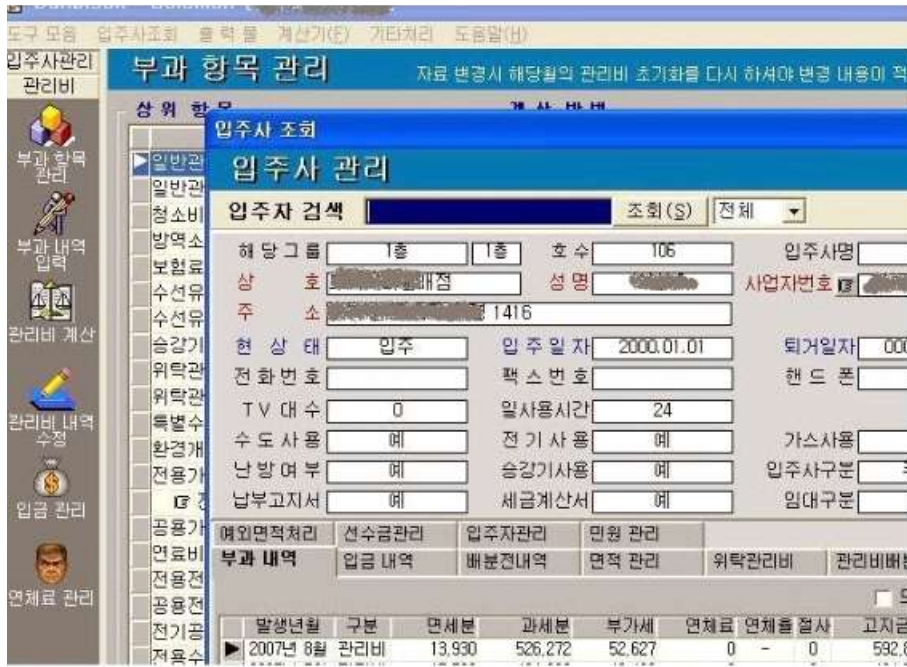 도구 모음 입주사조회 출 력 물 계산기(E) 기타처리 도움말(H)
입주사관리
관리비
부과 항목 관리
자료 변경시 해당월의 관리비 초기화를 다시 하셔야 변경 내용이 적
상 위 항
부과 항목
관리
부과 내역
입력
관리비 계산
관리비 내역
수정
입금 관리
연체료 관리
일반관
일반관
청소비
방역소
보험료
수선유
수선유
승강기
위탁관
위탁관
특별수
환경개
전용가
공용가
연료비
전용전
공용전
전기공
전용수
입주사 조회
입주사 관리
입주자 검색 조회(S) 전체
해 당 그 룹 1층 1층 호 수 106 입주사명
상 호 배점 성 명 사업자번호
주 소 1416
현 상 태 입주 입 주 일 자 2000.01.01 퇴거일자 000
전 화 번 호 팩 스 번 호 핸 드 폰
TV 대 수 0 일사용시간 24
수 도 사 용 예 전 기 사 용 예 가스사용
난 방 여 부 예 승강기사용 예 입주사구분
납부고지서 예 세금계산서 예 임대구분
예외면적처리 선수금관리 입주자관리 민원 관리
부과 내역 입금 내역 배분전내역 면적 관리 위탁관리비 관리비배분
발생년월 구분 면세분 과세분 부가세 연체료 연체율 절사 고지금
2007년 8월 관리비 13,930 526,272 52,627 0 - 0 592,8